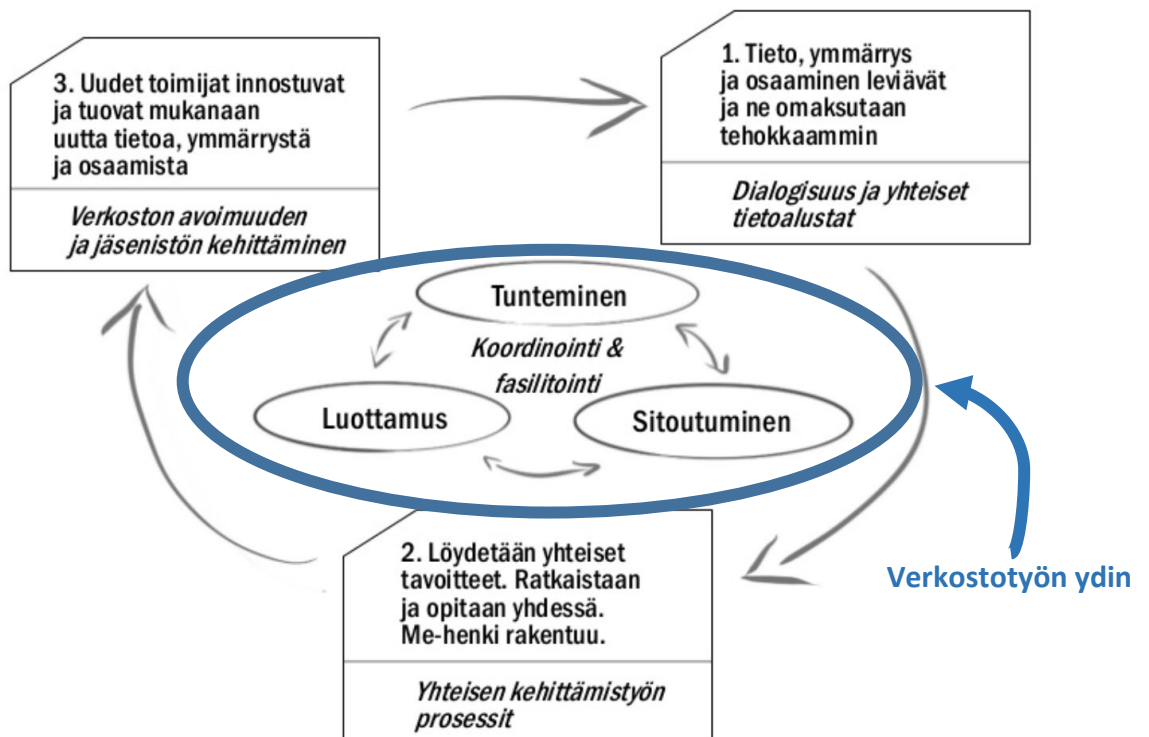 3. Uudet toimijat innostuvat
ja tuovat mukanaan
uutta tietoa, ymmärrystä
ja osaamista
Verkoston avoimuuden
ja jäsenistön kehittäminen
1. Tieto, ymmärrys
ja osaaminen leviävät
ja ne omaksutaan
tehokkaammin
Dialogisuus ja yhteiset
tietoalustat
Tunteminen
Koordinointi &
fasilitointi
Luottamus
Sitoutuminen
2. Löydetään yhteiset
tavoitteet. Ratkaistaan
ja opitaan yhdessä.
Me-henki rakentuu.
Yhteisen kehittämistyön
prosessit
Verkostotyön ydin